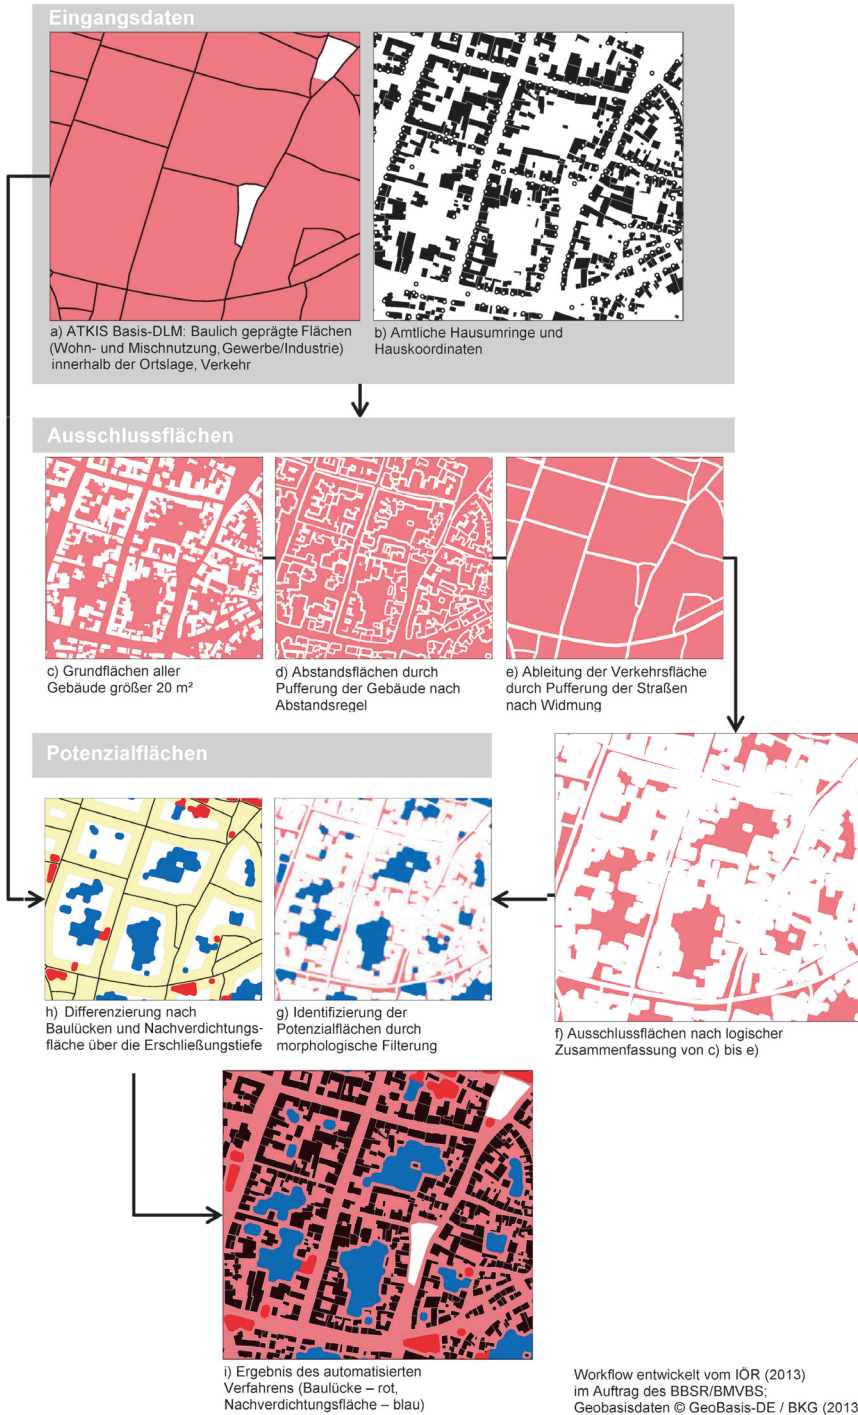 Eingangsdaten
a) ATKIS Basis-DLM: Baulich geprägte Flächen
(Wohn- und Mischnutzung, Gewerbe/Industrie)
innerhalb der Ortslage, Verkehr
b) Amtliche Hausumringe und
Hauskoordinaten
Ausschlussflächen
c) Grundflächen aller
Gebäude größer 20 m²
d) Abstandsflächen durch
Pufferung der Gebäude nach
Abstandsregel
e) Ableitung der Verkehrsfläche
durch Pufferung der Straßen
nach Widmung
Potenzialflächen
h) Differenzierung nach
Baulücken und Nachverdichtungs-
fläche über die Erschließungstiefe
g) Identifizierung der
Potenzialflächen durch
morphologische Filterung
f) Ausschlussflächen nach logischer
Zusammenfassung von c) bis e)
i) Ergebnis des automatisierten
Verfahrens (Baulücke – rot,
Nachverdichtungsfläche – blau)
Workflow entwickelt vom IÖR (2013)
im Auftrag des BBSR/BMVBS;
Geobasisdaten © GeoBasis-DE / BKG (2013